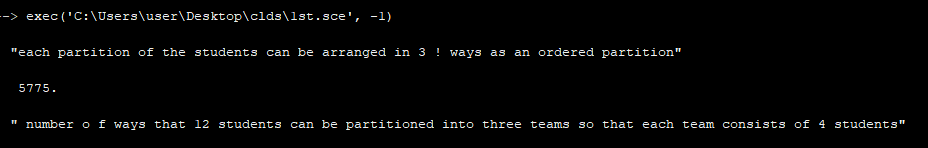 --> exec('C:\Users\user\Desktop\clds\1st.sce', -1)
"each partition of the students can be arranged in 3 ! ways as an ordered partition"
5775.
" number o f ways that 12 students can be partitioned into three teams so that each team consists of 4 students"